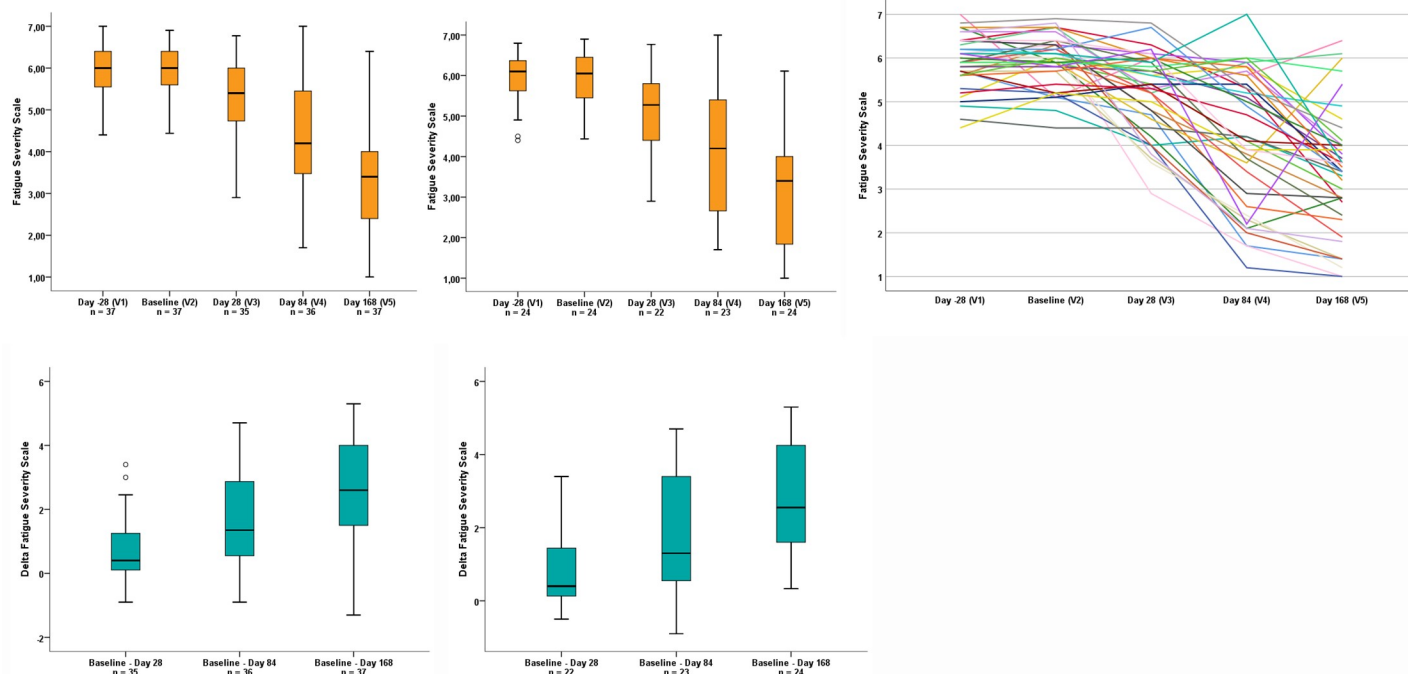 Fatigue Severity Scale
7,00
6,00
5,00
4,00
3,00
2,00
1,00
Day -28 (V1)
n = 37
Baseline (V2)
n = 37
Day 28 (V3)
n = 35
Day 84 (V4)
n = 36
Day 168 (V5)
n = 37
Fatigue Severity Scale
7,00
6,00
5,00
4,00
3,00
2,00
1,00
Day -28 (V1)
n = 24
Baseline (V2)
n = 24
Day 28 (V3)
n = 22
Day 84 (V4)
n = 23
Day 168 (V5)
n = 24
7
6
5
4
3
2
1
Day -28 (V1)
Baseline (V2)
Day 28 (V3)
Day 84 (V4)
Day 168 (V5)
Delta Fatigue Severity Scale
6
4
2
0
-2
Baseline - Day 28
n = 35
Baseline - Day 84
n = 36
Baseline - Day 168
n = 37
Delta Fatigue Severity Scale
6
4
2
0
Baseline - Day 28
n = 22
Baseline - Day 84
n = 23
Baseline - Day 168
n = 24